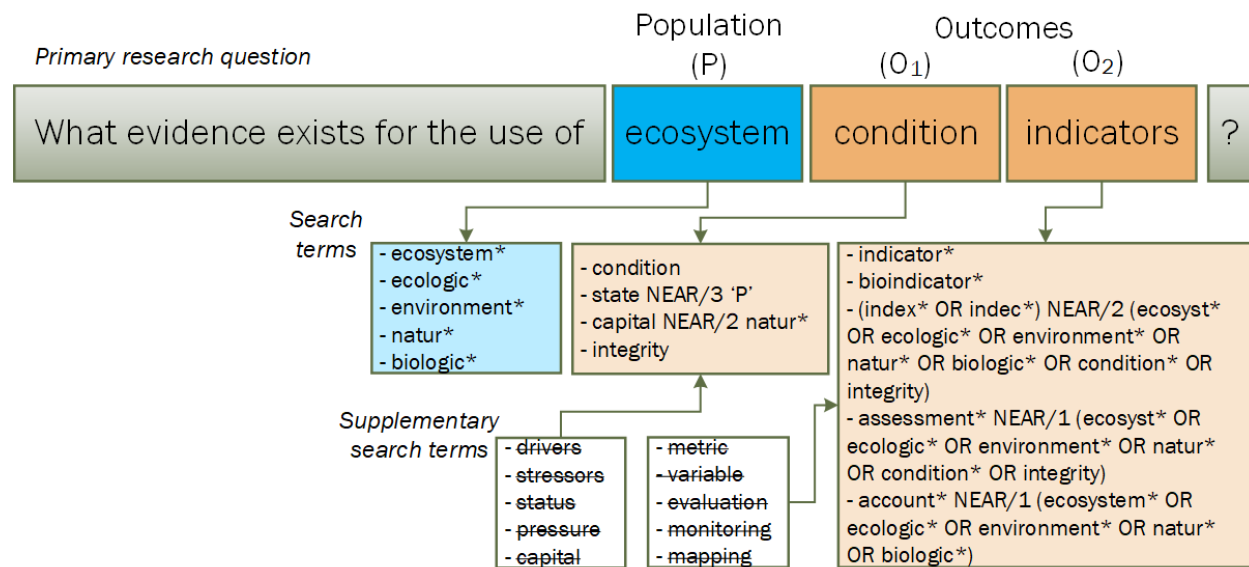 Population
(P)
Outcomes
(O₁)
(O₂)
Primary research question
What evidence exists for the use of
ecosystem
condition
indicators
?
Search
terms
- ecosystem*
- ecologic*
- environment*
- natur*
- biologic*
- condition
- state NEAR/3 ‘P’
- capital NEAR/2 natur*
- integrity
- indicator*
- bioindicator*
- (index* OR indec*) NEAR/2 (ecosyst*
OR ecologic* OR environment* OR
natur* OR biologic* OR condition* OR
integrity)
- assessment* NEAR/1 (ecosyst* OR
ecologic* OR environment* OR natur*
OR condition* OR integrity)
- account* NEAR/1 (ecosystem* OR
ecologic* OR environment* OR natur*
OR biologic*)
Supplementary
search terms
- drivers
- stressors
- status
- pressure
- capital
- metric
- variable
- evaluation
- monitoring
- mapping